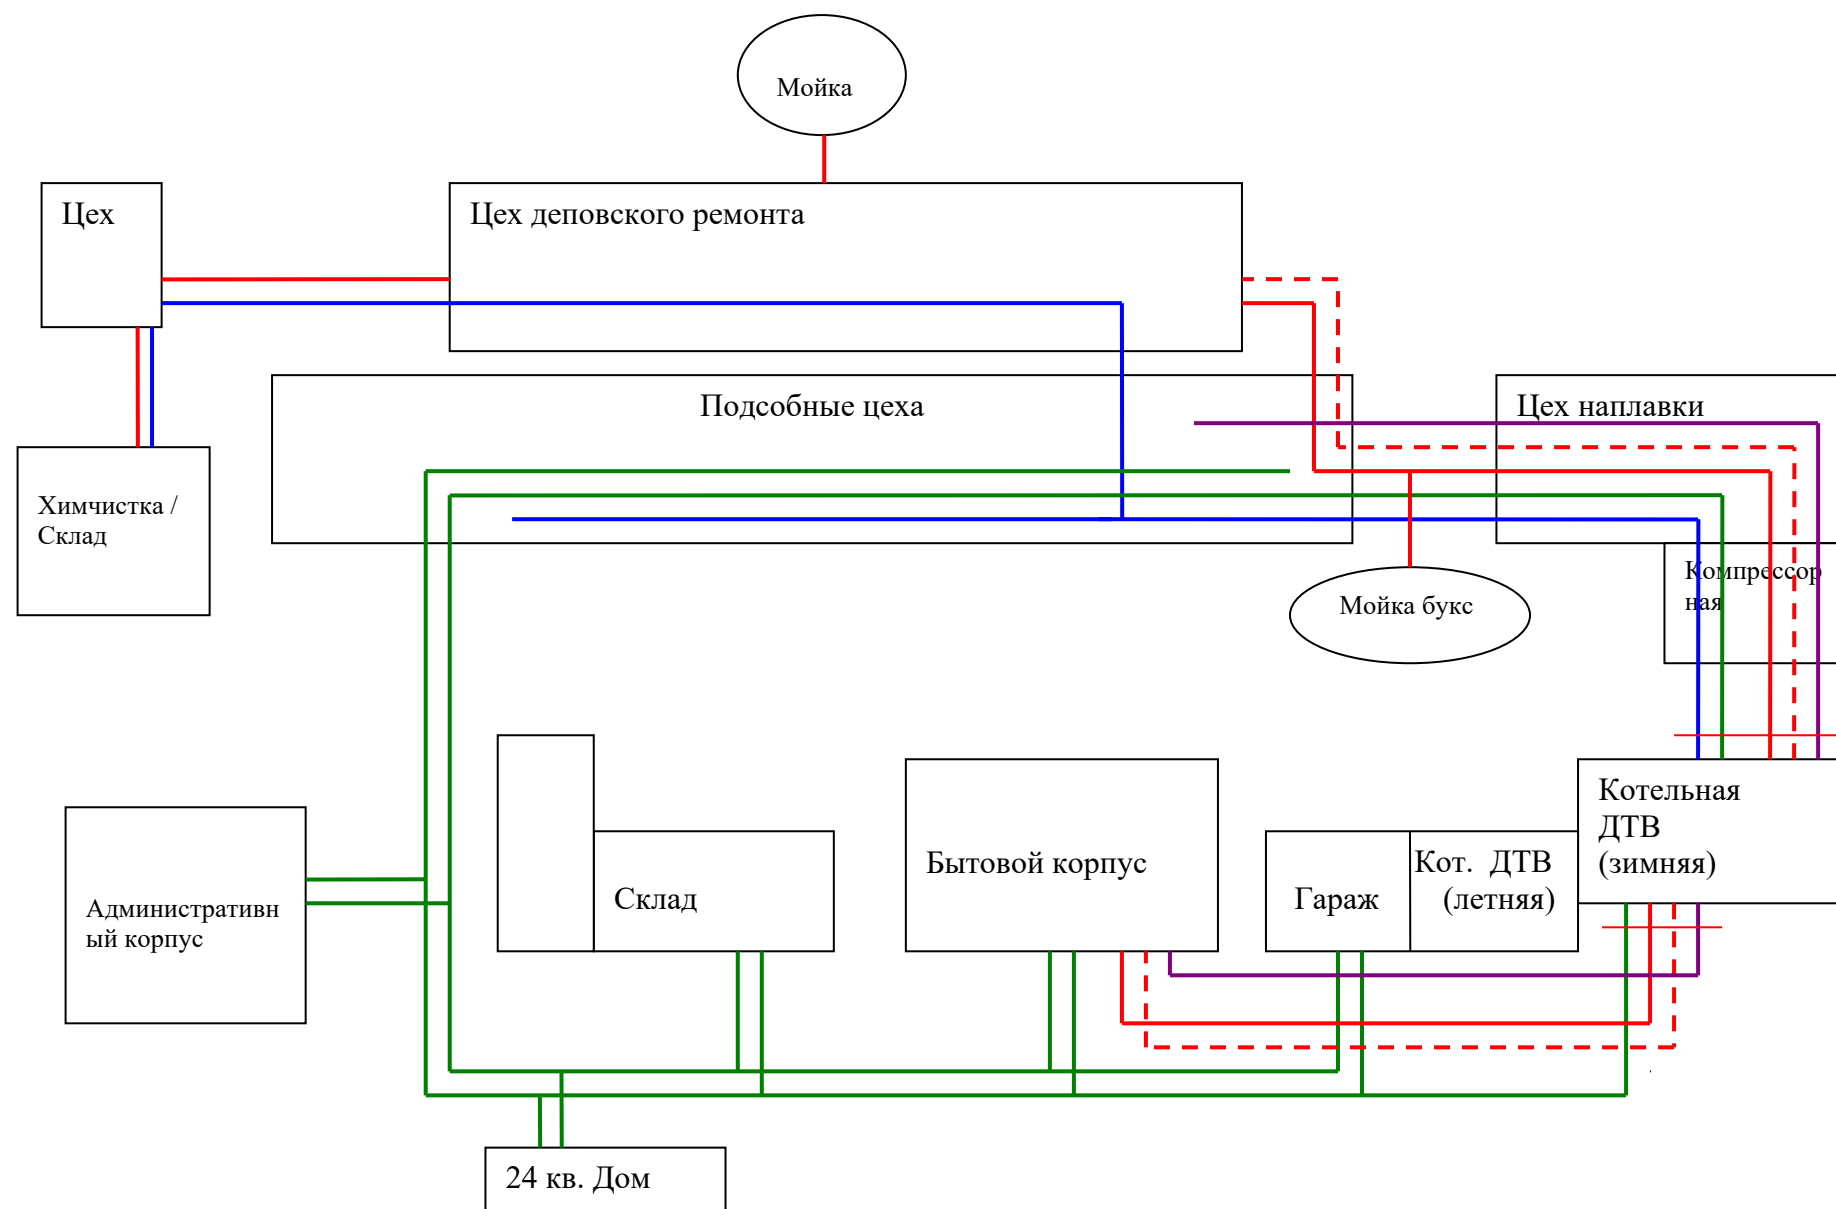 Мойка
Цех
Цех деповского ремонта
Подсобные цеха
Цех наплавки
Химчистка /
Склад
Компрессор
ная
Мойка букс
Котельная
ДТВ
(зимняя)
Бытовой корпус
Кот.  ДТВ
(летняя)
Гараж
Склад
Административн
ый корпус
24 кв. Дом